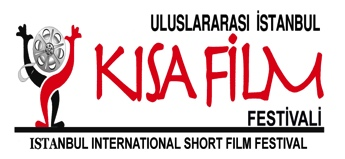 ULUSLARARASI İSTANBUL
KISA FİLM
FESTİVALİ
ISTANBUL INTERNATIONAL SHORT FILM FESTIVAL